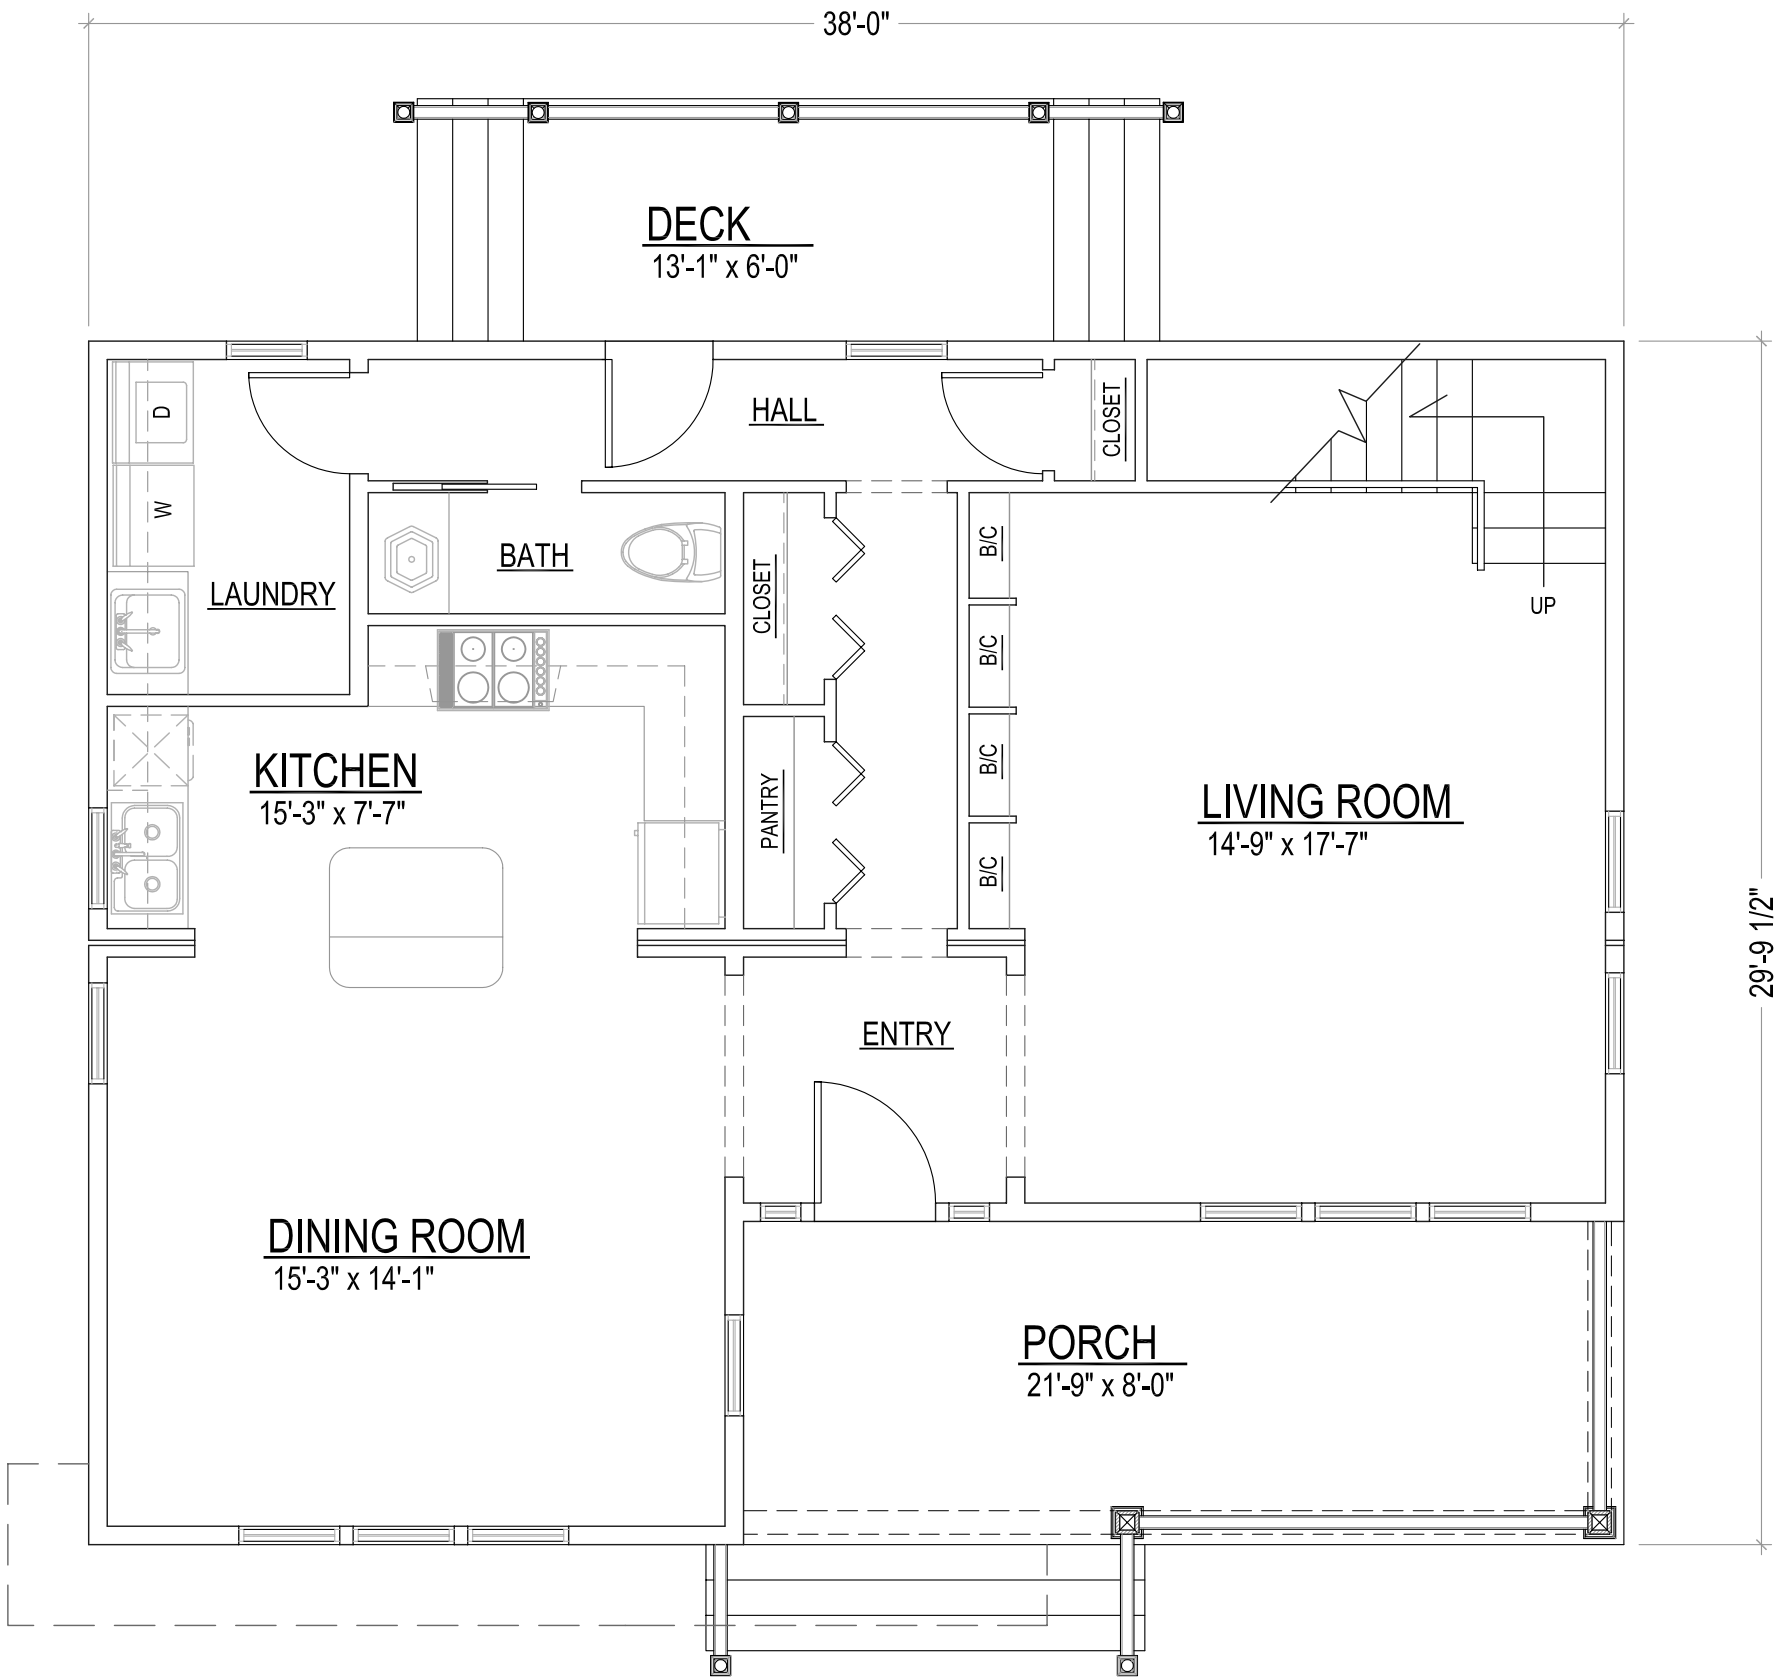 38'-0"
DECK
13'-1" x 6'-0"
D
HALL
CLOSET
W
B/C
BATH
LAUNDRY
CLOSET
UP
B/C
KITCHEN
15'-3" x 7'-7"
PANTRY
B/C
LIVING ROOM
14'-9" x 17'-7"
B/C
29'-9 1/2"
ENTRY
DINING ROOM
15'-3" x 14'-1"
PORCH
21'-9" x 8'-0"